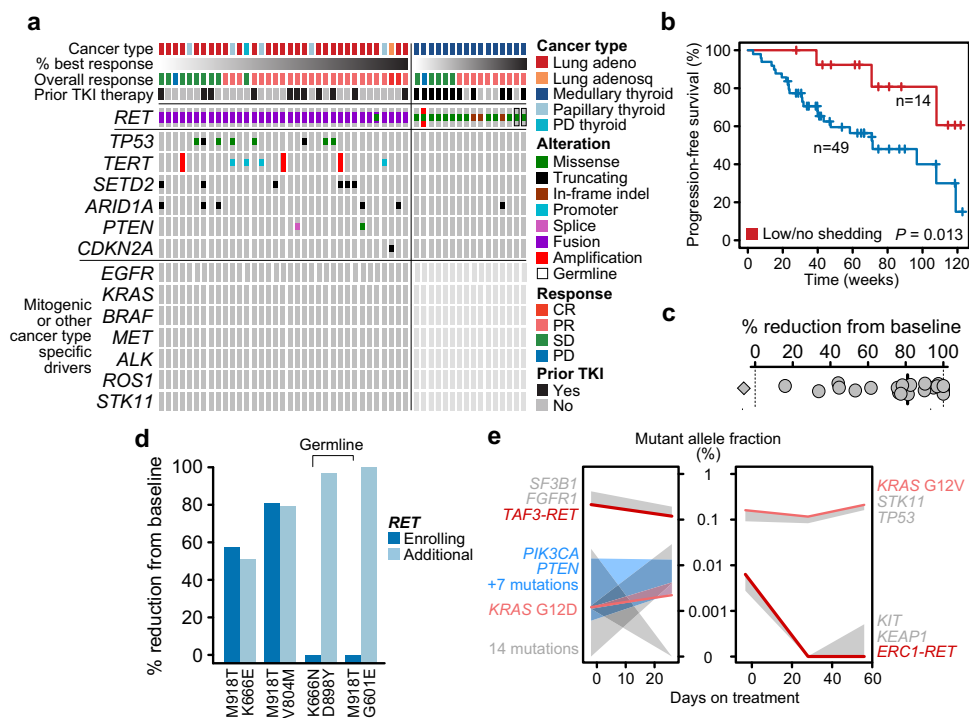 a
Cancer type
% best response
Overall response
Prior TKI therapy
RET
TP53
TERT
SETD2
ARID1A
PTEN
CDKN2A
EGFR
KRAS
BRAF
MET
ALK
ROS1
STK11
Mitogenic
or other
cancer type
specific
drivers
Cancer type
Lung adeno
Lung adenosq
Medullary thyroid
Papillary thyroid
PD thyroid
Alteration
Missense
Truncating
In-frame indel
Promoter
Splice
Fusion
Amplification
Germline
Response
CR
PR
SD
PD
Prior TKI
Yes
No
b
Progression-free survival (%)
100
80
60
40
20
0
n=14
n=49
Low/no shedding
P = 0.013
0 20 40 60 80 100 120
Time (weeks)
c
% reduction from baseline
0 20 40 60 80 100
d
Germline
% reduction from baseline
100
80
60
40
20
0
RET
Enrolling
Additional
M918T
K666E
M918T
V804M
K666N
D898Y
M918T
G601E
e
Mutant allele fraction
(%)
SF3B1
FGFR1
TAF3-RET
PIK3CA
PTEN
+7 mutations
KRAS G12D
14 mutations
1
0.1
0.01
0.001
0
KRAS G12V
STK11
TP53
KIT
KEAP1
ERC1-RET
0 10 20
0 20 40 60
Days on treatment